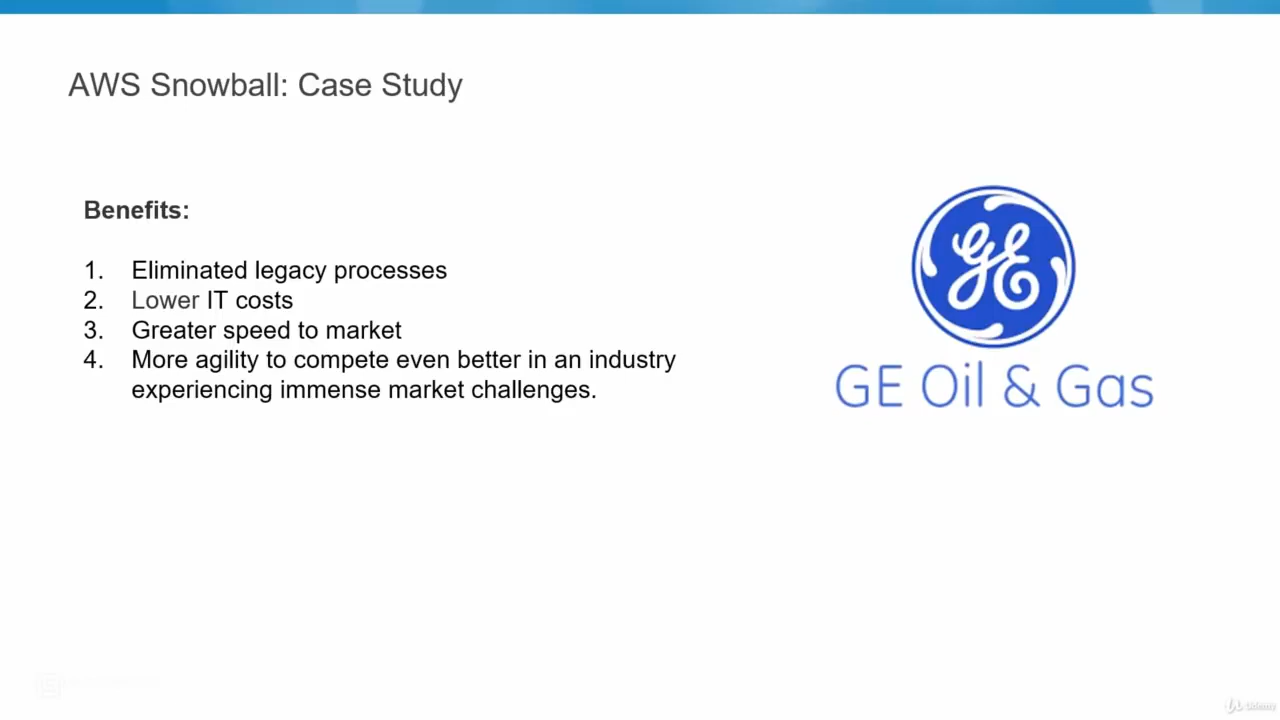 AWS Snowball: Case Study
Benefits:
1. Eliminated legacy processes
2. Lower IT costs
3. Greater speed to market
4. More agility to compete even better in an industry
experiencing immense market challenges.
GE
GE Oil & Gas
Udemy